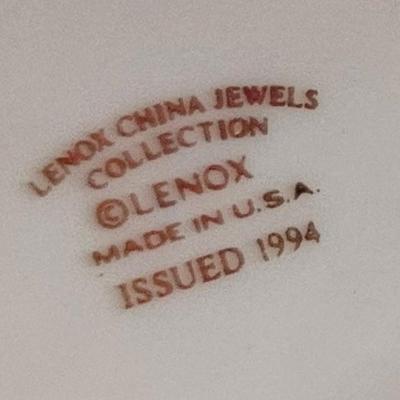 LENOX CHINA JEWELS
COLLECTION
©LENOX
MADE IN U.S.A.
ISSUED 1994